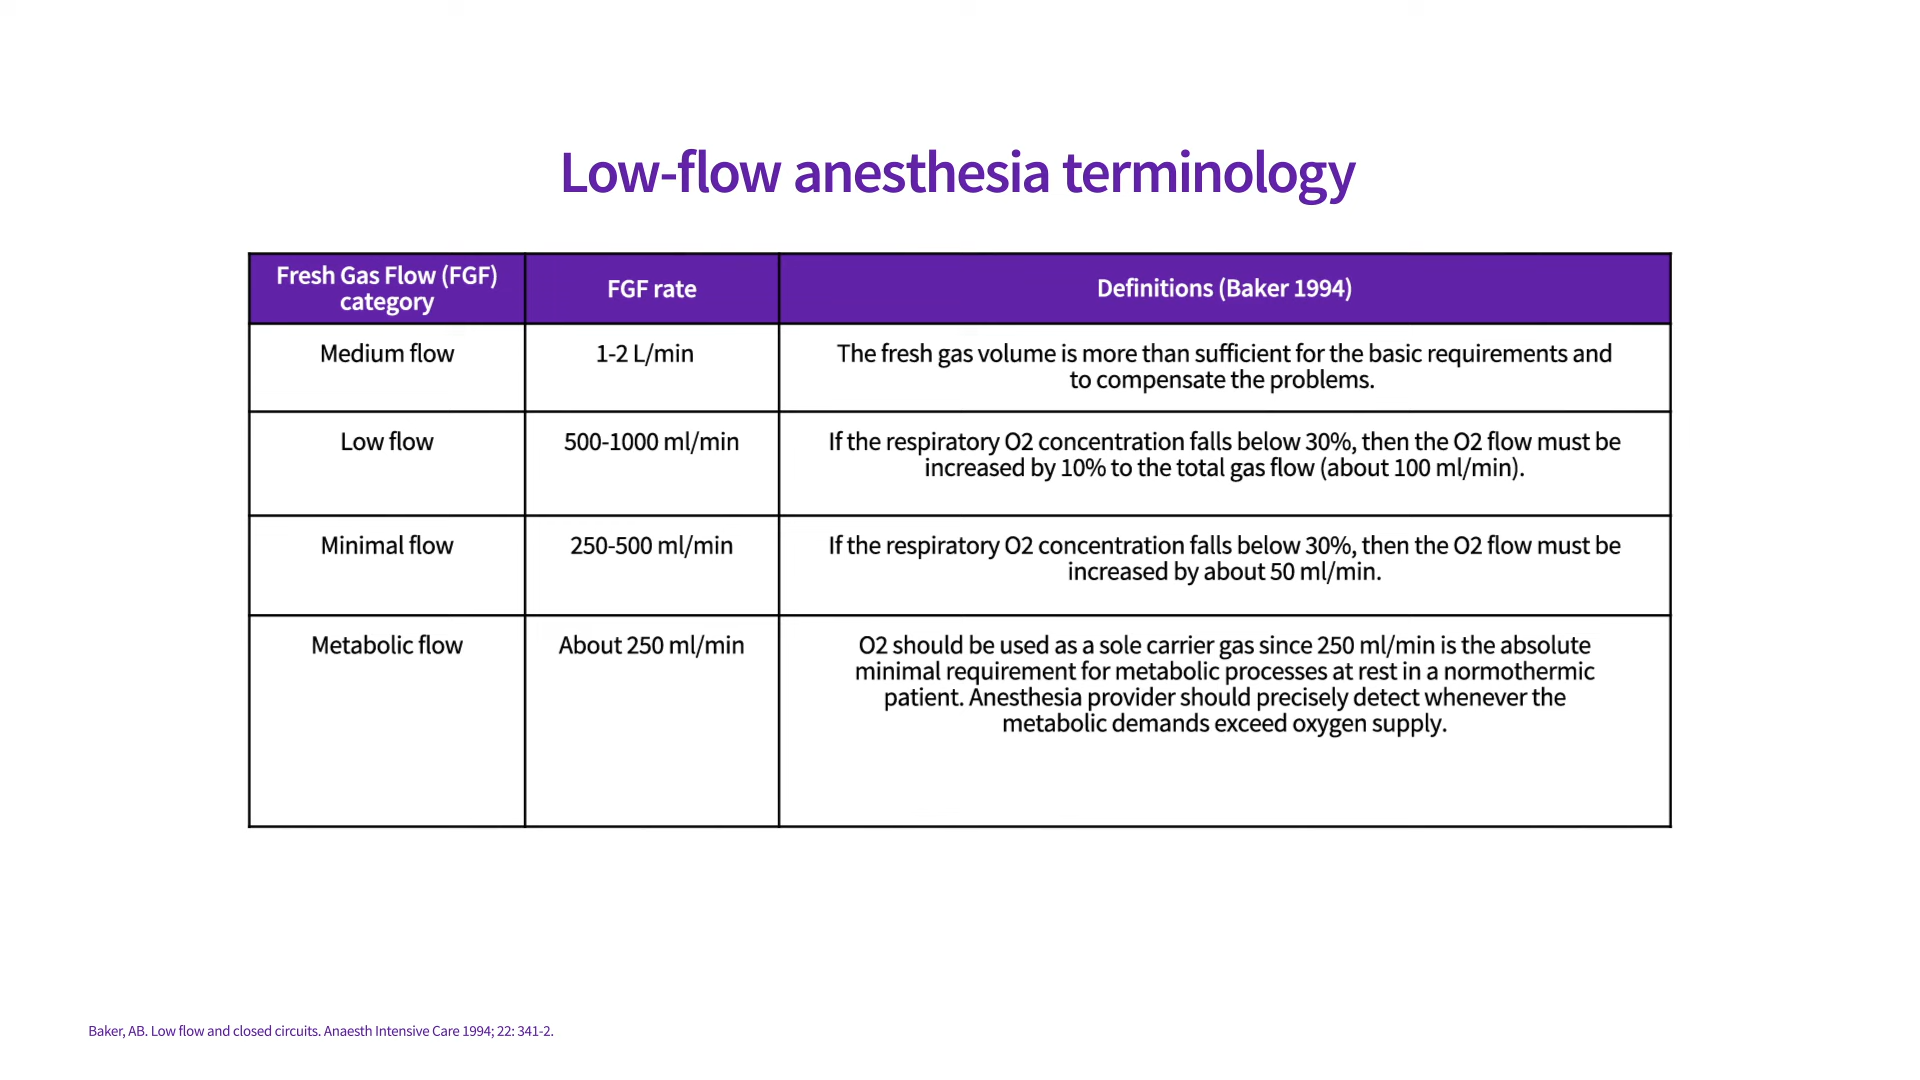 Low-flow anesthesia terminology
Fresh Gas Flow (FGF)
category
FGF rate
Definitions (Baker 1994)
Medium flow
1-2 L/min
The fresh gas volume is more than sufficient for the basic requirements and
to compensate the problems.
Low flow
500-1000 ml/min
If the respiratory O2 concentration falls below 30%, then the O2 flow must be
increased by 10% to the total gas flow (about 100 ml/min).
Minimal flow
250-500 ml/min
If the respiratory O2 concentration falls below 30%, then the O2 flow must be
increased by about 50 ml/min.
Metabolic flow
About 250 ml/min
O2 should be used as a sole carrier gas since 250 ml/min is the absolute
minimal requirement for metabolic processes at rest in a normothermic
patient. Anesthesia provider should precisely detect whenever the
metabolic demands exceed oxygen supply.
Baker, AB. Low flow and closed circuits. Anaesth Intensive Care 1994; 22: 341-2.